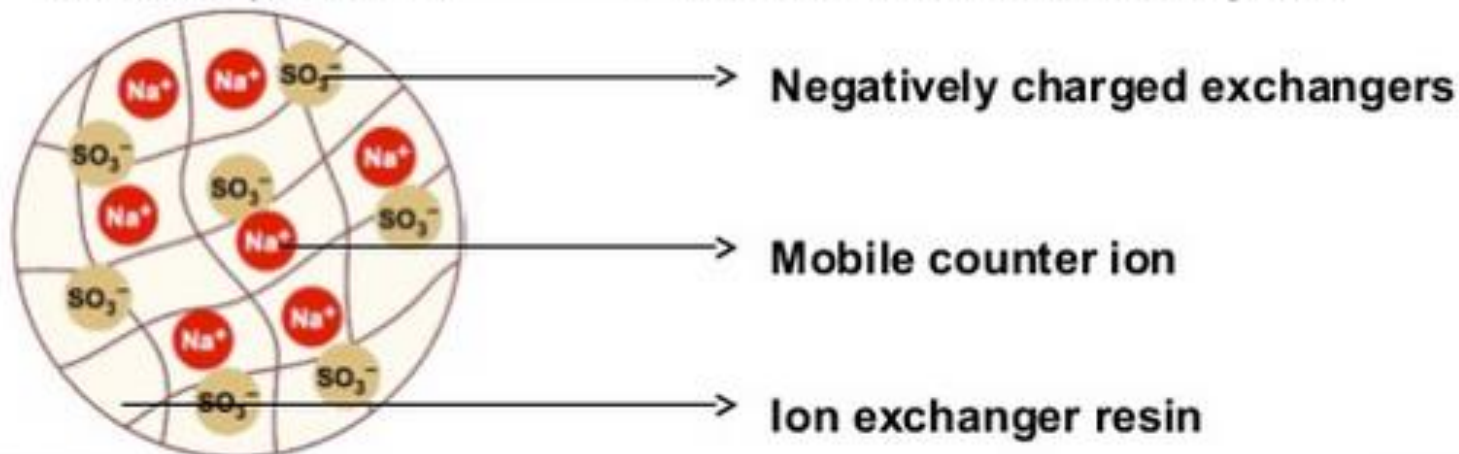 Na⁺ Na⁺ SO₃⁻ Negatively charged exchangers
SO₃⁻ Na⁺
SO₃⁻
Na⁺ SO₃⁻
Na⁺ Mobile counter ion
SO₃⁻
Na⁺ Na⁺
SO₃⁻
SO₃⁻ Ion exchanger resin